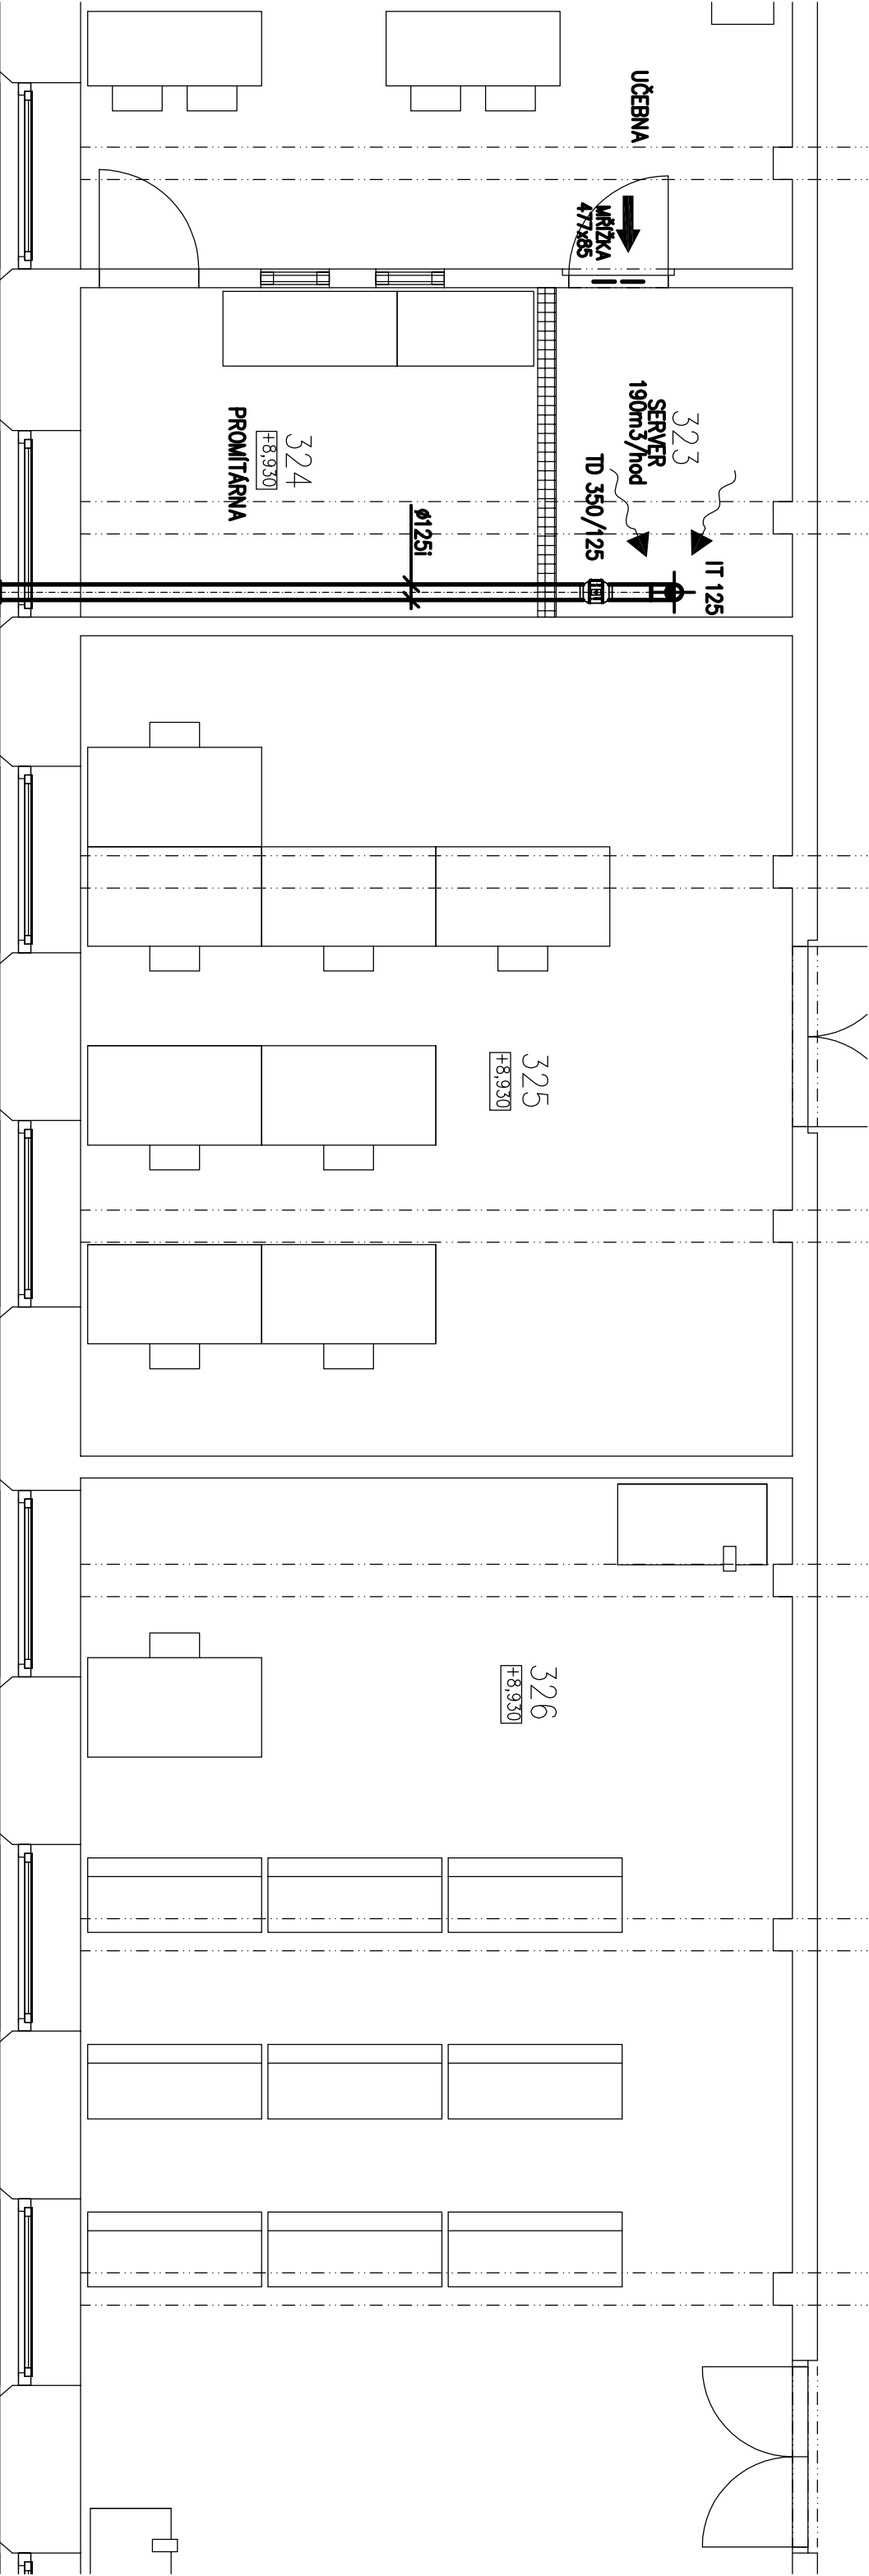 UČEBNA
MŘÍŽKA
477x85
323
SERVER
190m3/hod
TD 350/125
IT 125
324
+8,930
PROMÍTÁRNA
ø125i
325
+8,930
326
+8,930